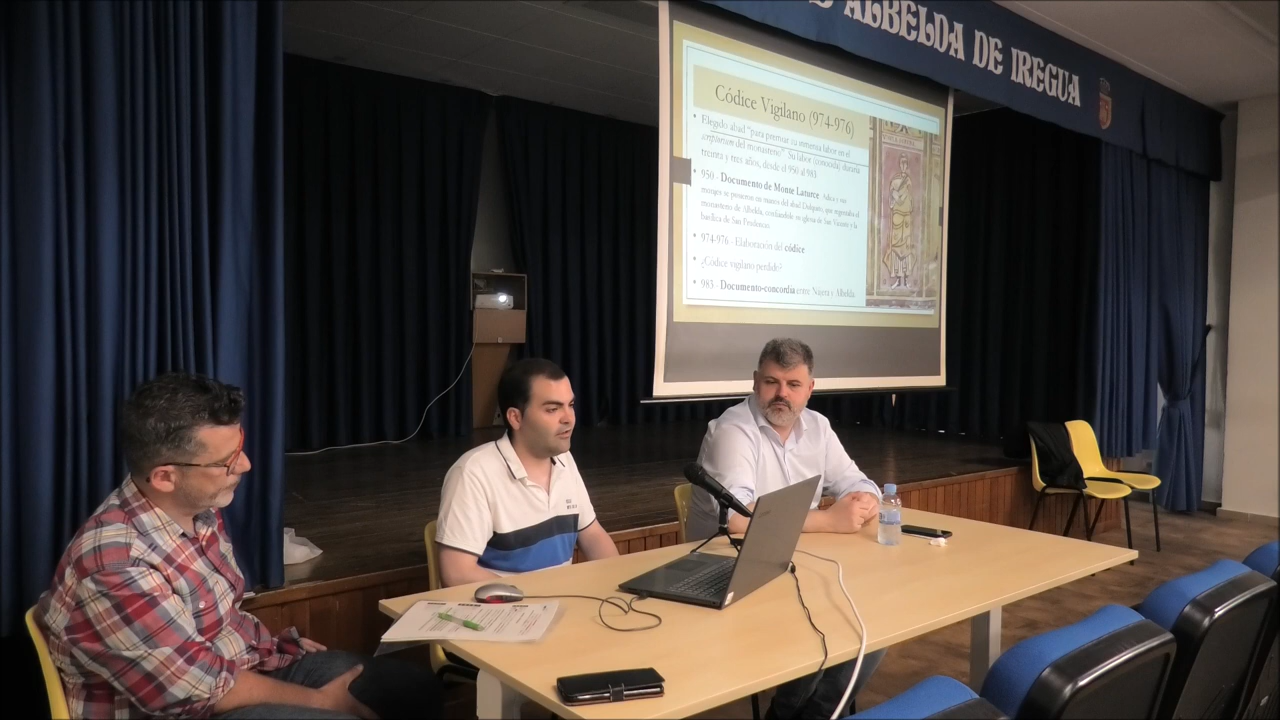 D ALBELDA DE IREGUA
Códice Vigilano (974-976)
• Elegido abad "para premiar su inmensa labor en el
scriptorium del monasterio". Su labor (conocida) duraría
treinta y tres años, desde el 950 al 983
• 950 - Documento de Monte Laturce. Adica y sus
monjes se pusieron en manos del abad Dulquito, que regentaba el
monasterio de Albelda, confiándole su iglesia de San Vicente y la
basílica de San Prudencio.
• 974-976 - Elaboración del códice
• ¿Códice vigilano perdido?
• 983 - Documento-concordia entre Nájera y Albelda